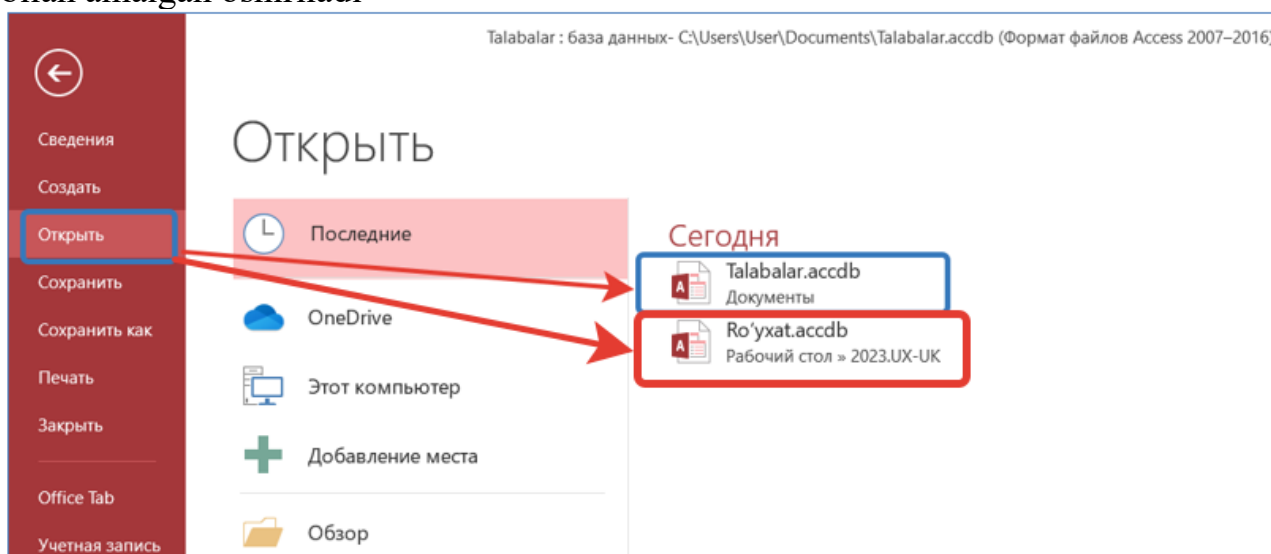 Talabalar : база данных- C:\Users\User\Documents\Talabalar.accdb (Формат файлов Access 2007–2016)
Сведения
Создать
Открыть
Сохранить
Сохранить как
Печать
Закрыть
Office Tab
Учетная запись
Открыть
Последние
OneDrive
Этот компьютер
Добавление места
Обзор
Сегодня
Talabalar.accdb
Документы
Ro‘yxat.accdb
Рабочий стол » 2023.UX-UK